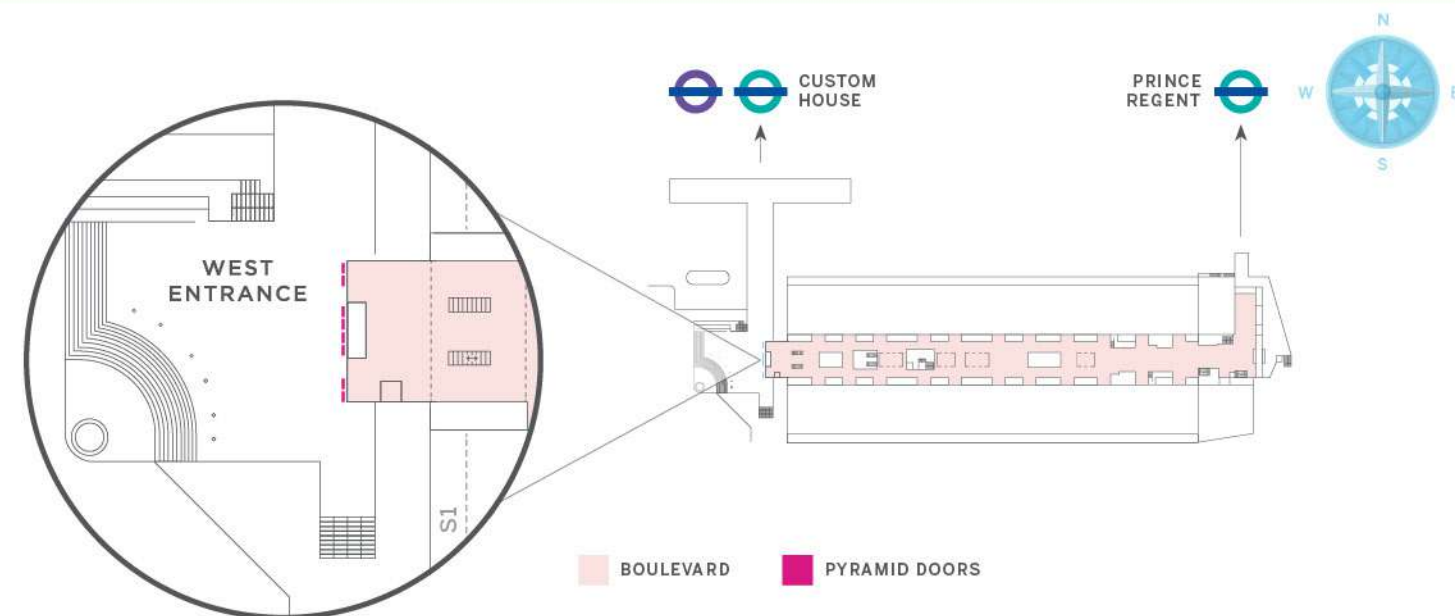 N
W
E
S
CUSTOM
HOUSE
PRINCE
REGENT
WEST
ENTRANCE
S1
BOULEVARD
PYRAMID DOORS